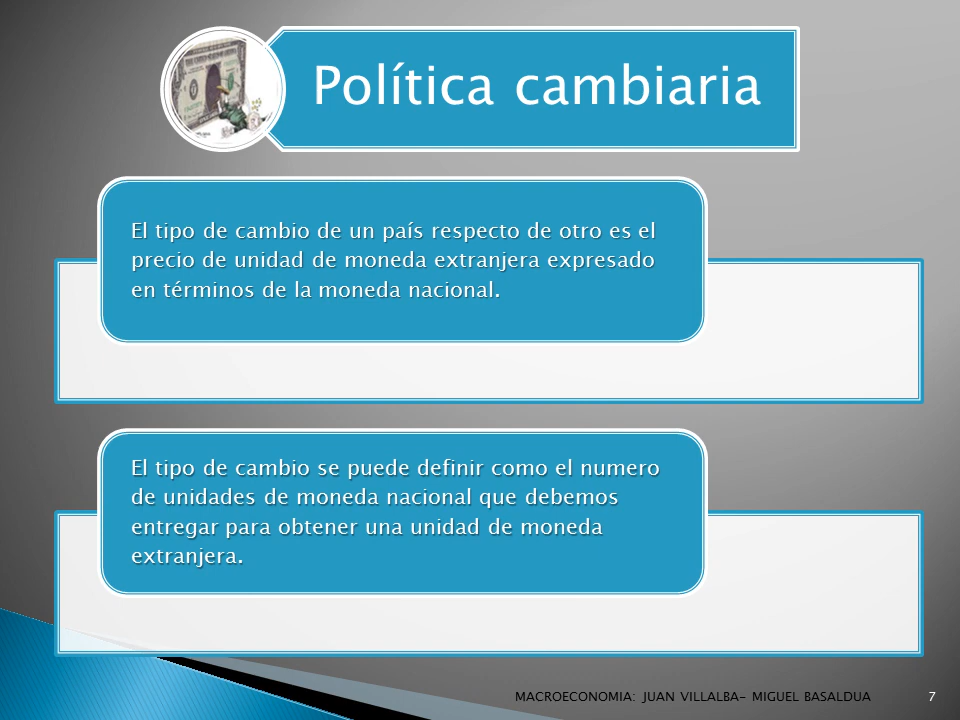 Política cambiaria
El tipo de cambio de un país respecto de otro es el
precio de unidad de moneda extranjera expresado
en términos de la moneda nacional.
El tipo de cambio se puede definir como el numero
de unidades de moneda nacional que debemos
entregar para obtener una unidad de moneda
extranjera.
MACROECONOMIA: JUAN VILLALBA- MIGUEL BASALDUA 7